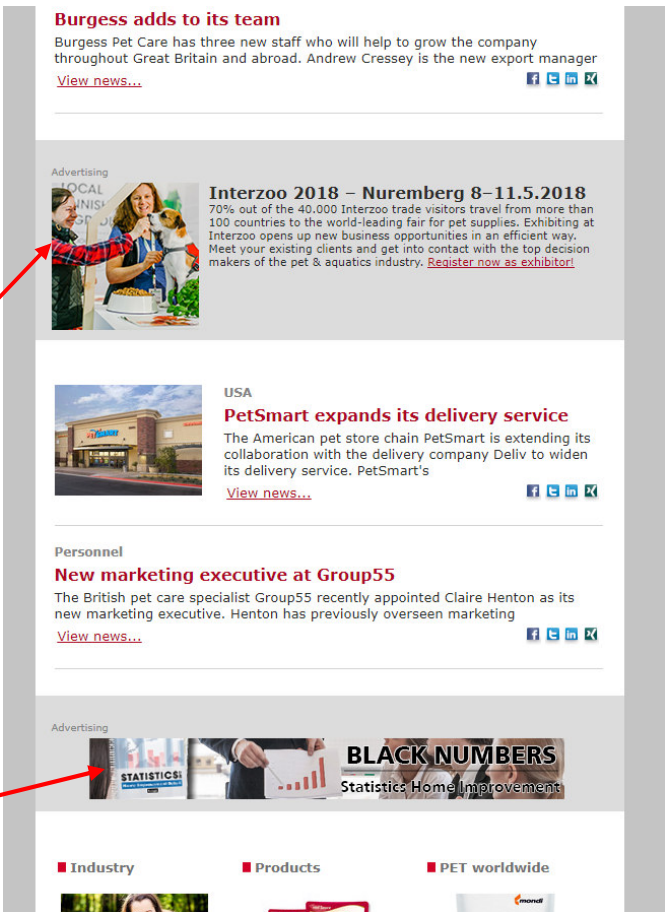 Burgess adds to its team
Burgess Pet Care has three new staff who will help to grow the company
throughout Great Britain and abroad. Andrew Cressey is the new export manager
View news...
Advertising
LOCAL
Interzoo 2018 – Nuremberg 8–11.5.2018
70% out of the 40.000 Interzoo trade visitors travel from more than
100 countries to the world-leading fair for pet supplies. Exhibiting at
Interzoo opens up new business opportunities in an efficient way.
Meet your existing clients and get into contact with the top decision
makers of the pet & aquatics industry. Register now as exhibitor!
USA
PetSmart expands its delivery service
The American pet store chain PetSmart is extending its
collaboration with the delivery company Deliv to widen
its delivery service. PetSmart's
View news...
Personnel
New marketing executive at Group55
The British pet care specialist Group55 recently appointed Claire Henton as its
new marketing executive. Henton has previously overseen marketing
View news...
Advertising
STATISTICS
BLACK NUMBERS
Statistics Home Improvement
Industry
Products
PET worldwide
mondi